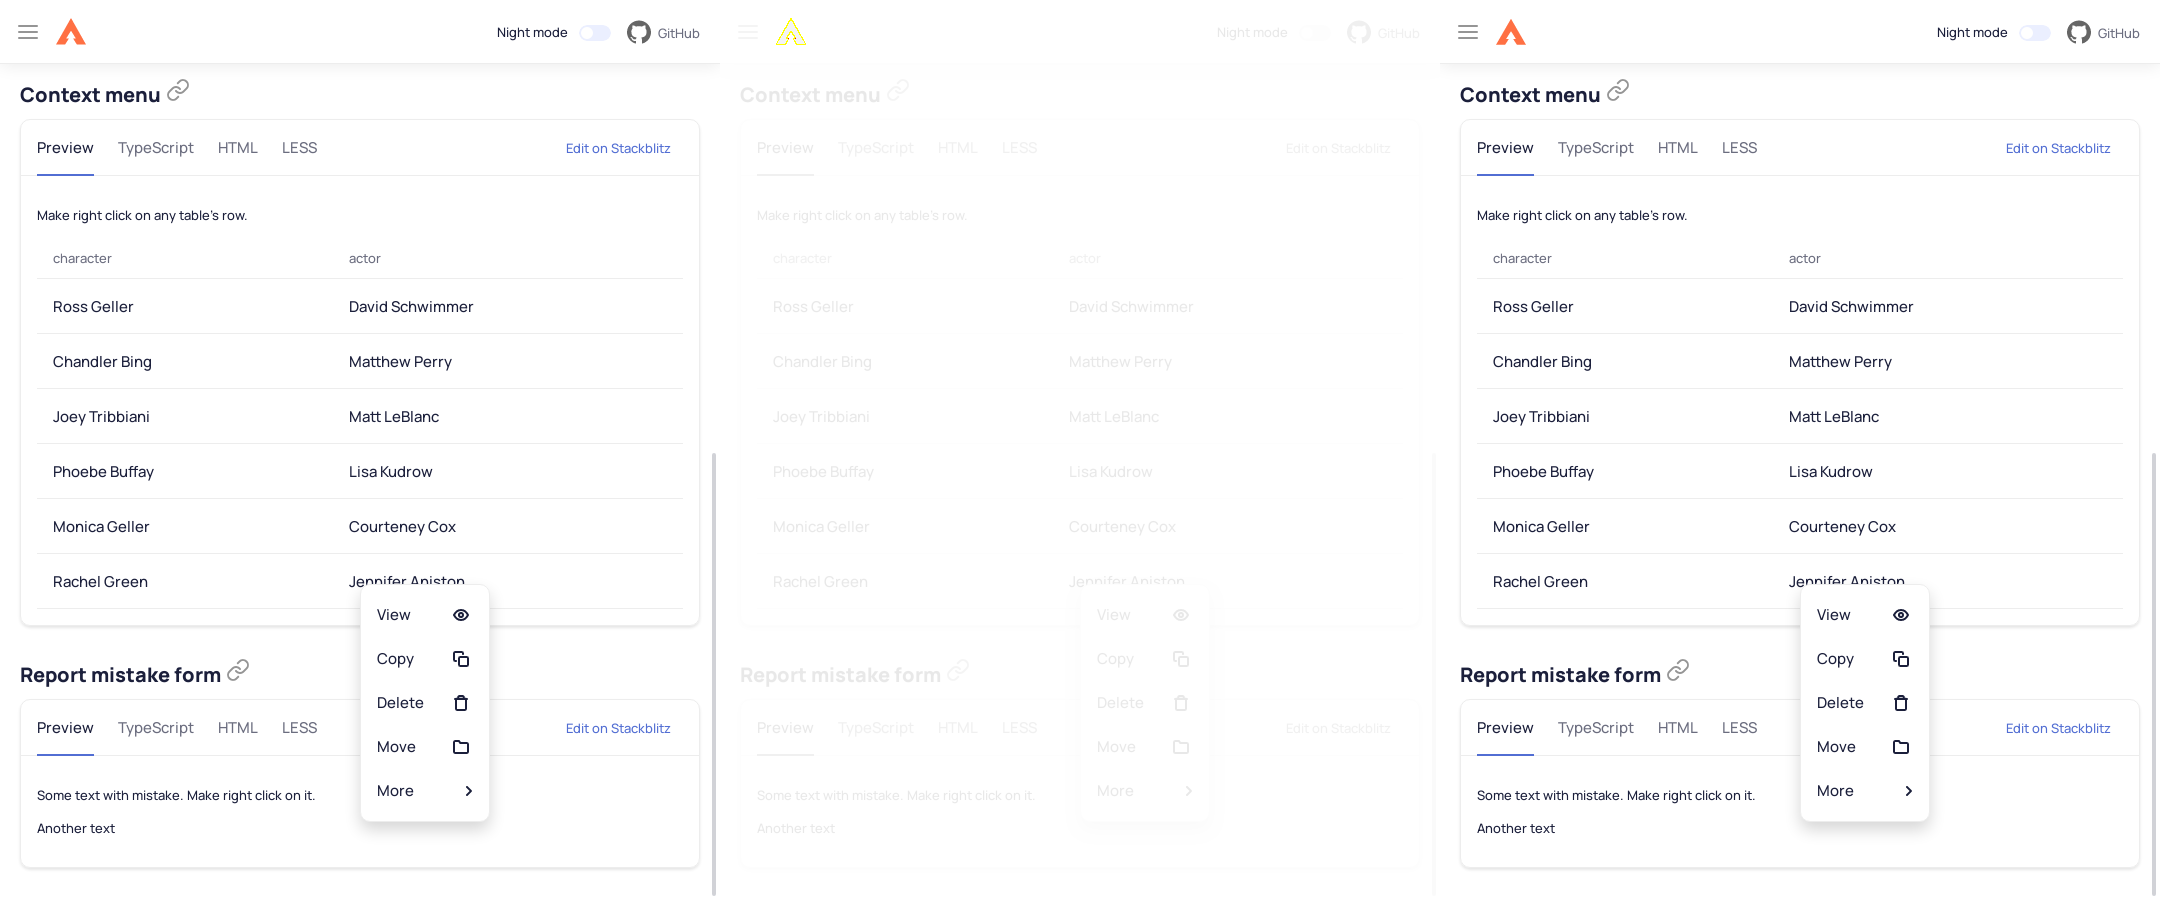 Night mode GitHub
Context menu
Preview TypeScript HTML LESS Edit on Stackblitz
Make right click on any table's row.
character actor
Ross Geller David Schwimmer
Chandler Bing Matthew Perry
Joey Tribbiani Matt LeBlanc
Phoebe Buffay Lisa Kudrow
Monica Geller Courteney Cox
Rachel Green Jennifer Aniston
View
Copy
Report mistake form
Delete
Preview TypeScript HTML LESS Edit on Stackblitz
Move
More
Some text with mistake. Make right click on it.
Another text
Night mode GitHub
Context menu
Preview TypeScript HTML LESS Edit on Stackblitz
Make right click on any table's row.
character actor
Ross Geller David Schwimmer
Chandler Bing Matthew Perry
Joey Tribbiani Matt LeBlanc
Phoebe Buffay Lisa Kudrow
Monica Geller Courteney Cox
Rachel Green Jennifer Aniston
View
Copy
Report mistake form
Delete
Preview TypeScript HTML LESS Edit on Stackblitz
Move
More
Some text with mistake. Make right click on it.
Another text
Night mode GitHub
Context menu
Preview TypeScript HTML LESS Edit on Stackblitz
Make right click on any table's row.
character actor
Ross Geller David Schwimmer
Chandler Bing Matthew Perry
Joey Tribbiani Matt LeBlanc
Phoebe Buffay Lisa Kudrow
Monica Geller Courteney Cox
Rachel Green Jennifer Aniston
View
Copy
Report mistake form
Delete
Preview TypeScript HTML LESS Edit on Stackblitz
Move
More
Some text with mistake. Make right click on it.
Another text